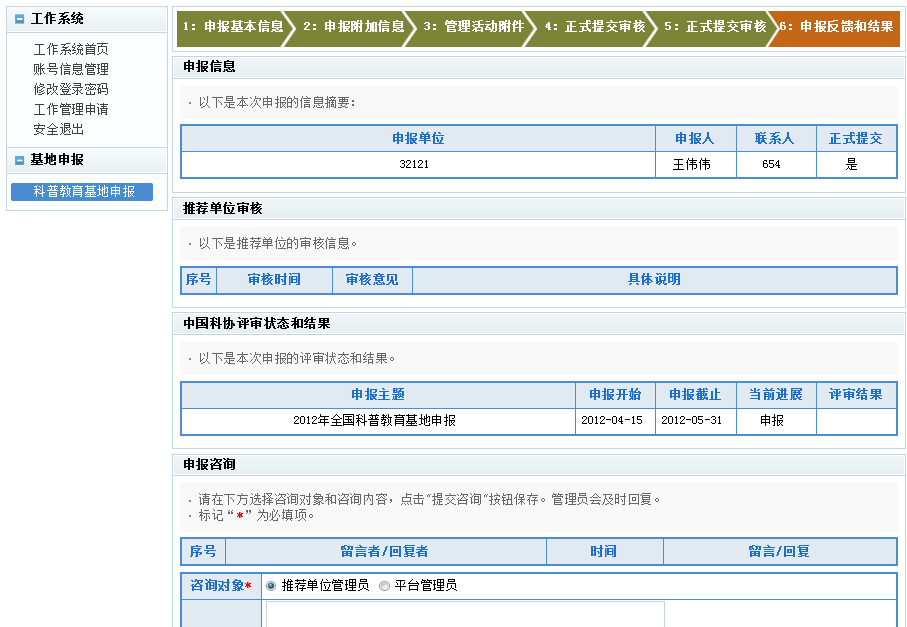 工作系统
工作系统首页
账号信息管理
修改登录密码
工作管理申请
安全退出
基地申报
科普教育基地申报
1: 申报基本信息 2: 申报附加信息 3: 管理活动附件 4: 正式提交审核 5: 正式提交审核 6: 申报反馈和结果
申报信息
· 以下是本次申报的信息摘要:
申报单位 申报人 联系人 正式提交
32121 王伟伟 654 是
推荐单位审核
· 以下是推荐单位的审核信息。
序号 审核时间 审核意见 具体说明
中国科协评审状态和结果
· 以下是本次申报的评审状态和结果。
申报主题 申报开始 申报截止 当前进展 评审结果
2012年全国科普教育基地申报 2012-04-15 2012-05-31 申报
申报咨询
· 请在下方选择咨询对象和咨询内容，点击"提交咨询"按钮保存。管理员会及时回复。
· 标记“*”为必填项。
序号 留言者/回复者 时间 留言/回复
咨询对象* 推荐单位管理员 平台管理员